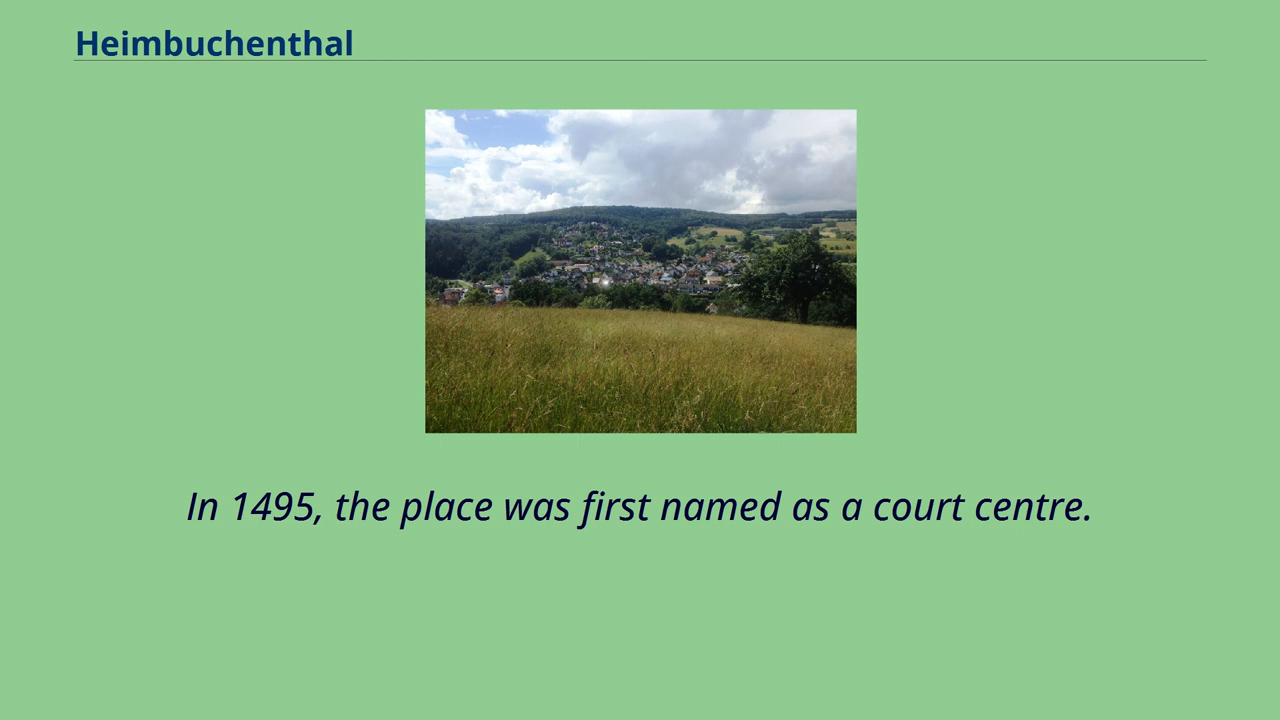 Heimbuchenthal
In 1495, the place was first named as a court centre.